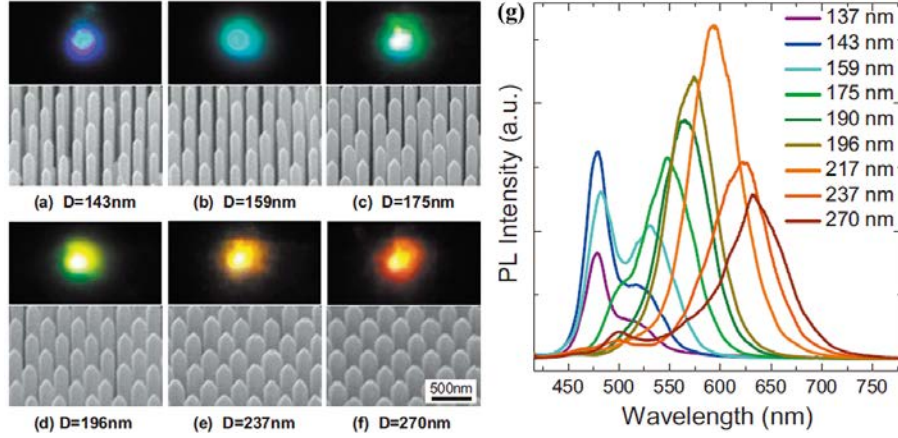 (a) D=143nm
(b) D=159nm
(c) D=175nm
(d) D=196nm
(e) D=237nm
(f) D=270nm
500nm
(g)
137 nm
143 nm
159 nm
175 nm
190 nm
196 nm
217 nm
237 nm
270 nm
PL Intensity (a.u.)
450 500 550 600 650 700 750
Wavelength (nm)